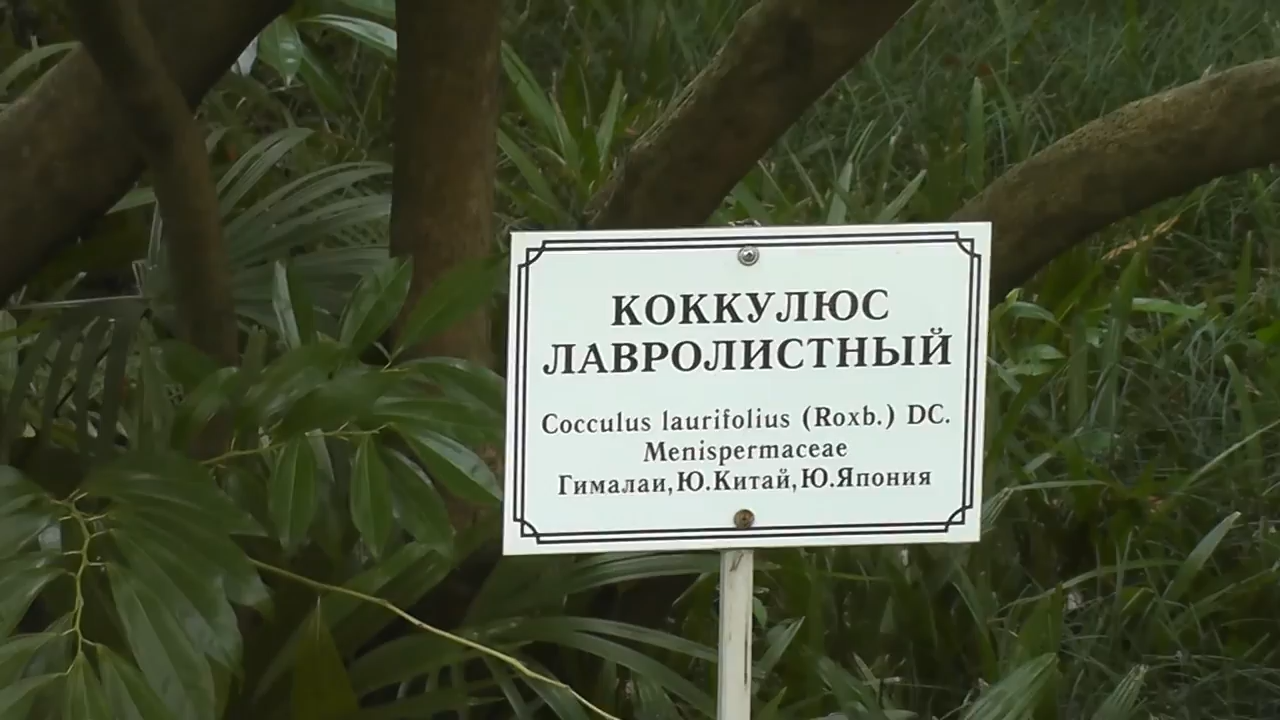 КОККУЛЮС
ЛАВРОЛИСТНЫЙ
Cocculus laurifolius (Roxb.) DC.
Menispermaceae
Гималаи,Ю.Китай,Ю.Япония